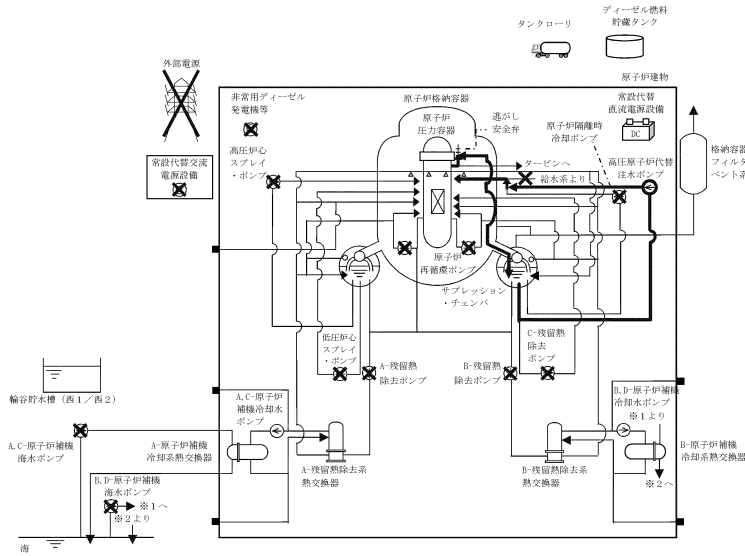 タンクローリ
ディーゼル燃料
貯蔵タンク
外部電源
原子炉建物
非常用ディーゼル
発電機等
原子炉格納容器
原子炉
圧力容器
逃がし
安全弁
常設代替
直流電源設備
DC
原子炉隔離時
冷却ポンプ
高圧炉心
スプレイ
・ポンプ
常設代替交流
電源設備
タービンへ
給水系より
高圧原子炉代替
注水ポンプ
格納容器
フィルタ
ベント系
原子炉
再循環ポンプ
サプレッション
・チェンバ
低圧炉心
スプレイ
・ポンプ
A-残留熱
除去ポンプ
B-残留熱
除去ポンプ
C-残留熱
除去
ポンプ
輪谷貯水槽（西１／西２）
A,C-原子炉
補機冷却水
ポンプ
B,D-原子炉補機
冷却水ポンプ
※１より
A,C-原子炉補機
海水ポンプ
A-原子炉補機
冷却系熱交換器
B-原子炉補機
冷却系熱交換器
A-残留熱除去系
熱交換器
B-残留熱除去系
熱交換器
※２へ
B,D-原子炉補機
海水ポンプ
※１へ
※２より
海